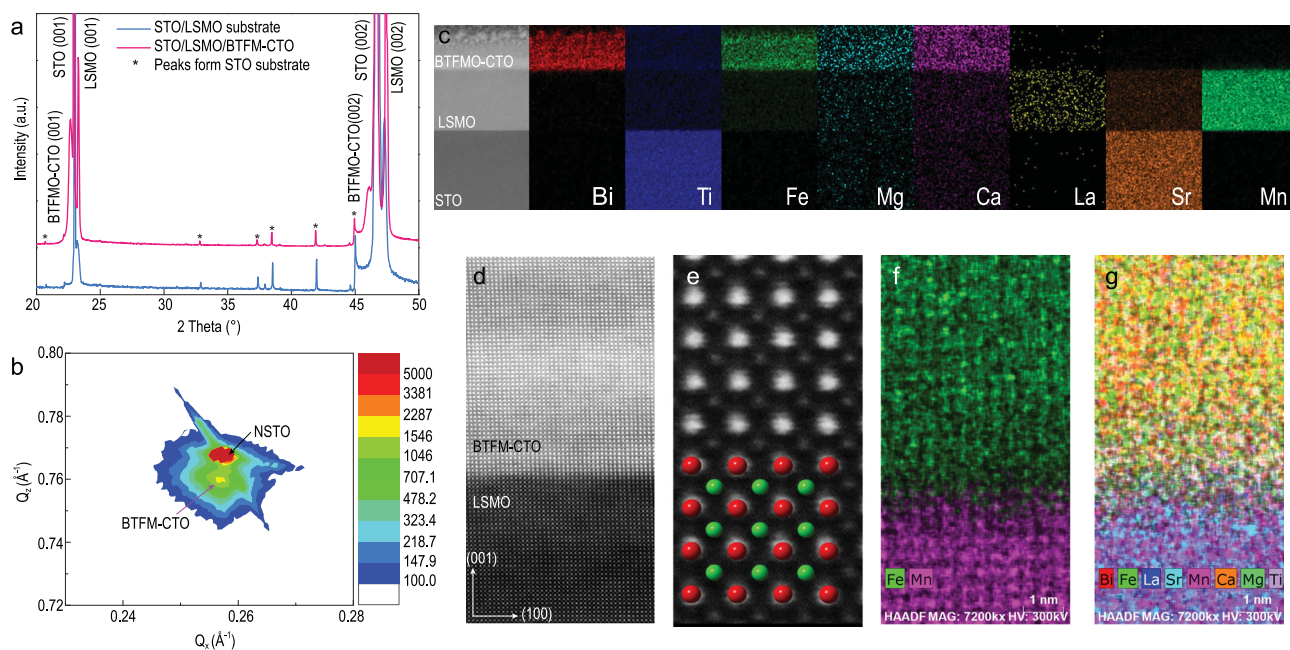 a
STO/LSMO substrate
STO/LSMO/BTFM-CTO
* Peaks form STO substrate
BTFMO-CTO (001)
STO (001)
LSMO (001)
BTFMO-CTO(002)
STO (002)
LSMO (002)
* * * * * *
Intensity (a.u.)
20 25 30 35 40 45 50
2 Theta (°)
b
0.80
0.78
0.76
0.74
0.72
Qz (Å-1)
NSTO
BTFM-CTO
0.24 0.26 0.28
Qx (Å-1)
5000
3381
2287
1546
1046
707.1
478.2
323.4
218.7
147.9
100.0
c
BTFMO-CTO
LSMO
STO
Bi Ti Fe Mg Ca La Sr Mn
d
BTFM-CTO
LSMO
(001)
(100)
e
f
Fe Mn
1 nm
HAADF MAG: 7200kx HV: 300kV
g
Bi Fe La Sr Mn Ca Mg Ti
1 nm
HAADF MAG: 7200kx HV: 300kV